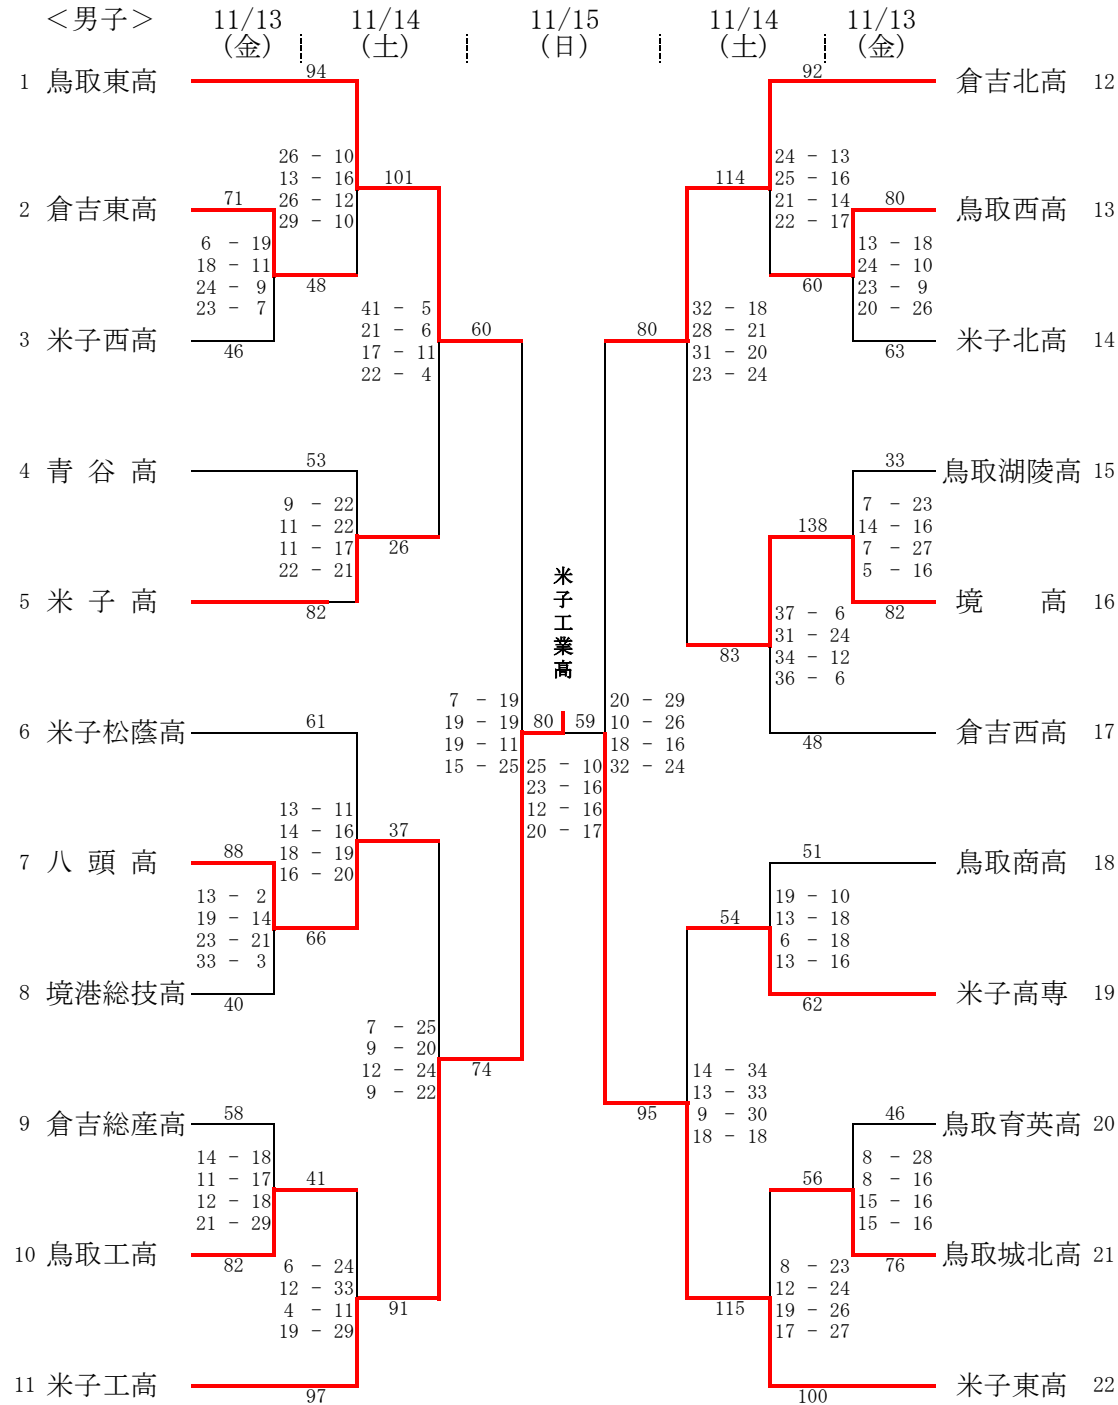 ＜男子＞ 11/13 11/14 11/15 11/14 11/13
(金) (土) (日) (土) (金)
1 鳥取東高 94
26 - 10
13 - 16
26 - 12
29 - 10
101
2 倉吉東高 71
6 - 19
18 - 11
24 - 9
23 - 7
48
3 米子西高 46
41 - 5
21 - 6
17 - 11
22 - 4
60
4 青谷高 53
9 - 22
11 - 22
11 - 17
22 - 21
26
5 米子高 82
6 米子松蔭高 61
13 - 11
14 - 16
18 - 19
16 - 20
37
7 八頭高 88
13 - 2
19 - 14
23 - 21
33 - 3
66
8 境港総技高 40
7 - 25
9 - 20
12 - 24
9 - 22
74
9 倉吉総産高 58
14 - 18
11 - 17
12 - 18
21 - 29
41
10 鳥取工高 82
6 - 24
12 - 33
4 - 11
19 - 29
91
11 米子工高 97
米子工業高
7 - 19
19 - 19
19 - 11
15 - 25
80 59
25 - 10
23 - 16
12 - 16
20 - 17
20 - 29
10 - 26
18 - 16
32 - 24
92 倉吉北高 12
24 - 13
25 - 16
21 - 14
22 - 17
114
80 鳥取西高 13
13 - 18
24 - 10
23 - 9
20 - 26
60
63 米子北高 14
32 - 18
28 - 21
31 - 20
23 - 24
80
33 鳥取湖陵高 15
7 - 23
14 - 16
7 - 27
5 - 16
138
82 境高 16
37 - 6
31 - 24
34 - 12
36 - 6
83
48 倉吉西高 17
51 鳥取商高 18
19 - 10
13 - 18
6 - 18
13 - 16
54
62 米子高専 19
14 - 34
13 - 33
9 - 30
18 - 18
95
46 鳥取育英高 20
8 - 28
8 - 16
15 - 16
15 - 16
56
76 鳥取城北高 21
8 - 23
12 - 24
19 - 26
17 - 27
115
100 米子東高 22